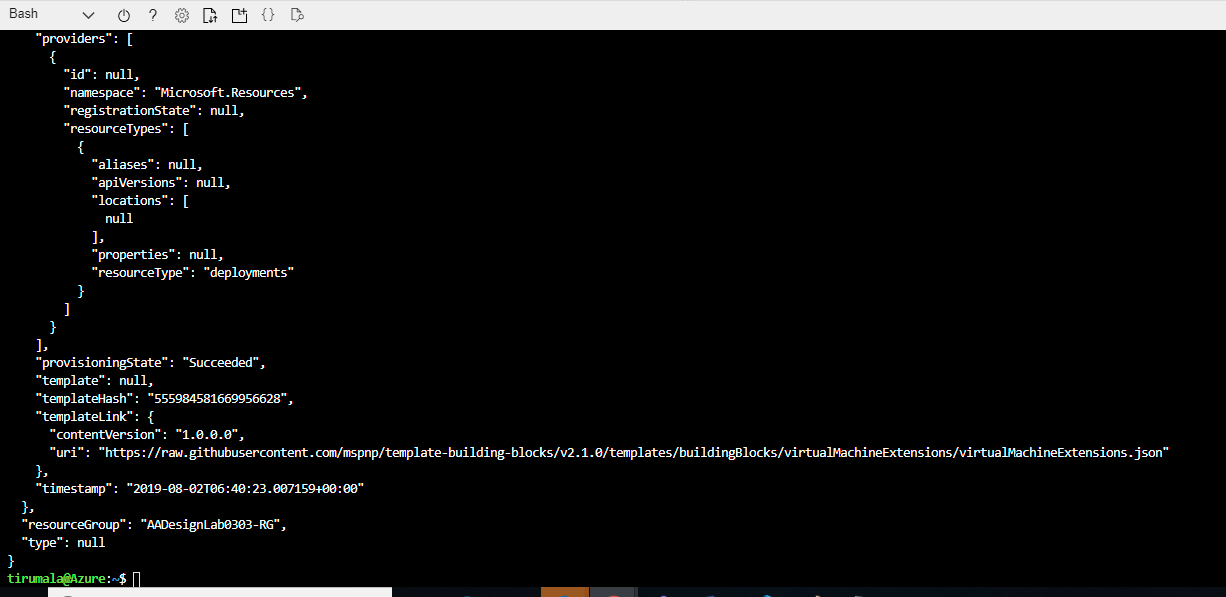 Bash
"providers": [
{
"id": null,
"namespace": "Microsoft.Resources",
"registrationState": null,
"resourceTypes": [
{
"aliases": null,
"apiVersions": null,
"locations": [
null
],
"properties": null,
"resourceType": "deployments"
}
]
}
],
"provisioningState": "Succeeded",
"template": null,
"templateHash": "555984581669956628",
"templateLink": {
"contentVersion": "1.0.0.0",
"uri": "https://raw.githubusercontent.com/mspnp/template-building-blocks/v2.1.0/templates/buildingBlocks/virtualMachineExtensions/virtualMachineExtensions.json"
},
"timestamp": "2019-08-02T06:40:23.007159+00:00"
},
"resourceGroup": "AADesignLab0303-RG",
"type": null
}
tirumala@Azure:~$